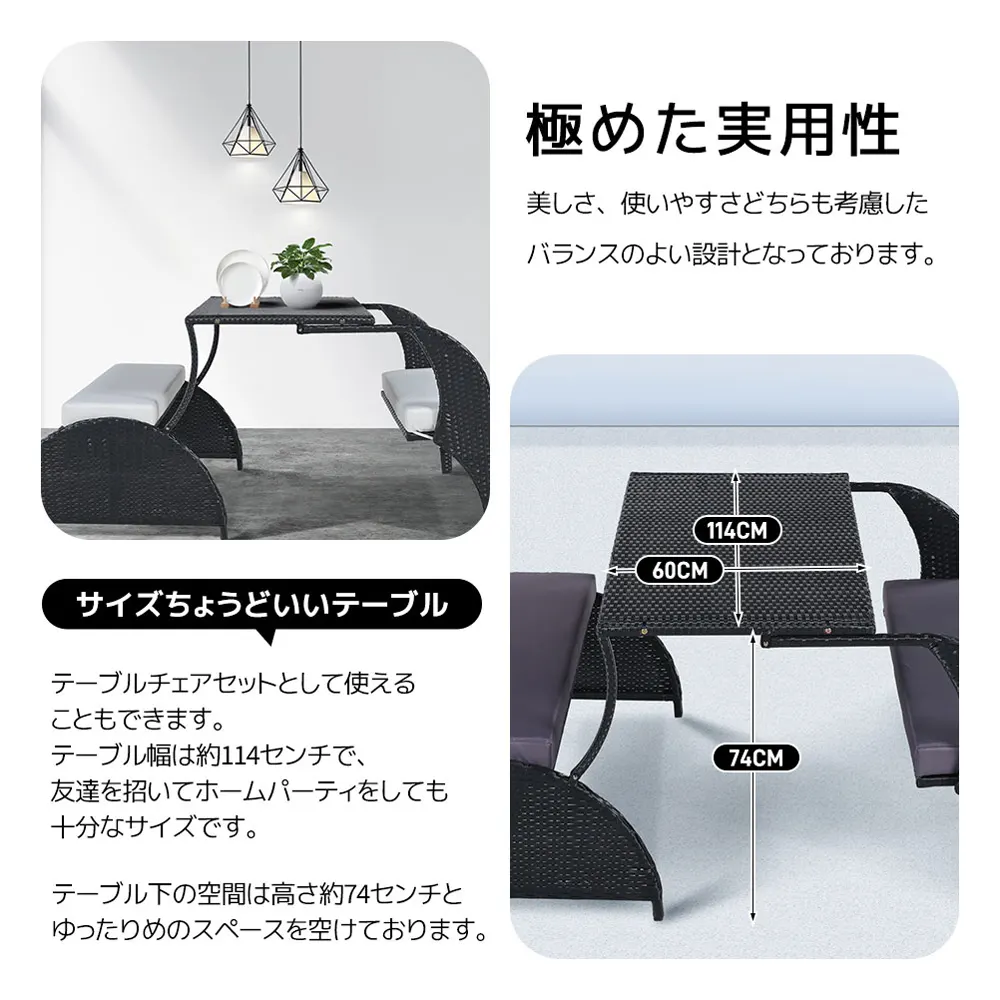 極めた実用性
美しさ、使いやすさどちらも考慮した
バランスのよい設計となっております。
114CM
60CM
74CM
サイズちょうどいいテーブル
テーブルチェアセットとして使える
こともできます。
テーブル幅は約114センチで、
友達を招いてホームパーティをしても
十分なサイズです。
テーブル下の空間は高さ約74センチと
ゆったりめのスペースを空けております。